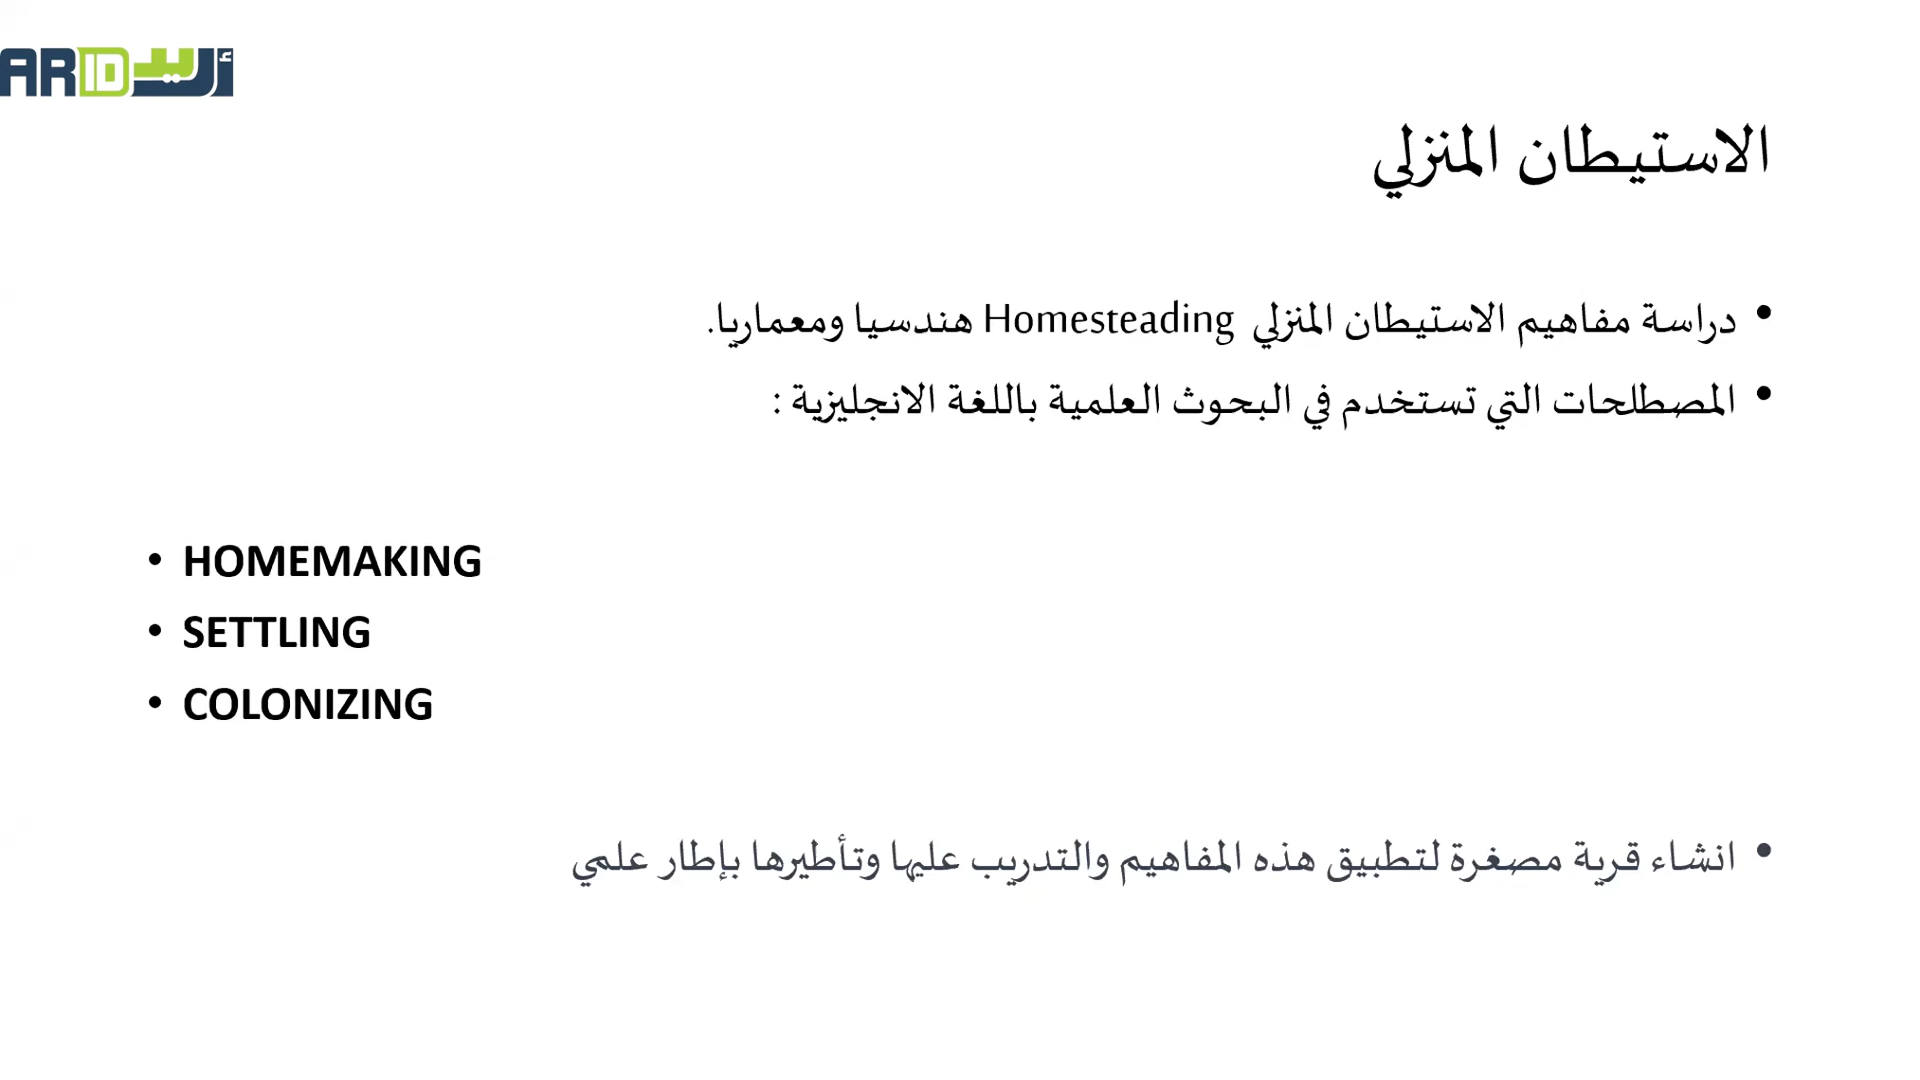 ARID أريد
الاستيطان المنزلي
• دراسة مفاهيم الاستيطان المنزلي Homesteading هندسيا ومعماريا.
• المصطلحات التي تستخدم في البحوث العلمية باللغة الانجليزية :
• HOMEMAKING
• SETTLING
• COLONIZING
• انشاء قرية مصغرة لتطبيق هذه المفاهيم والتدريب عليها وتأطيرها بإطار علمي